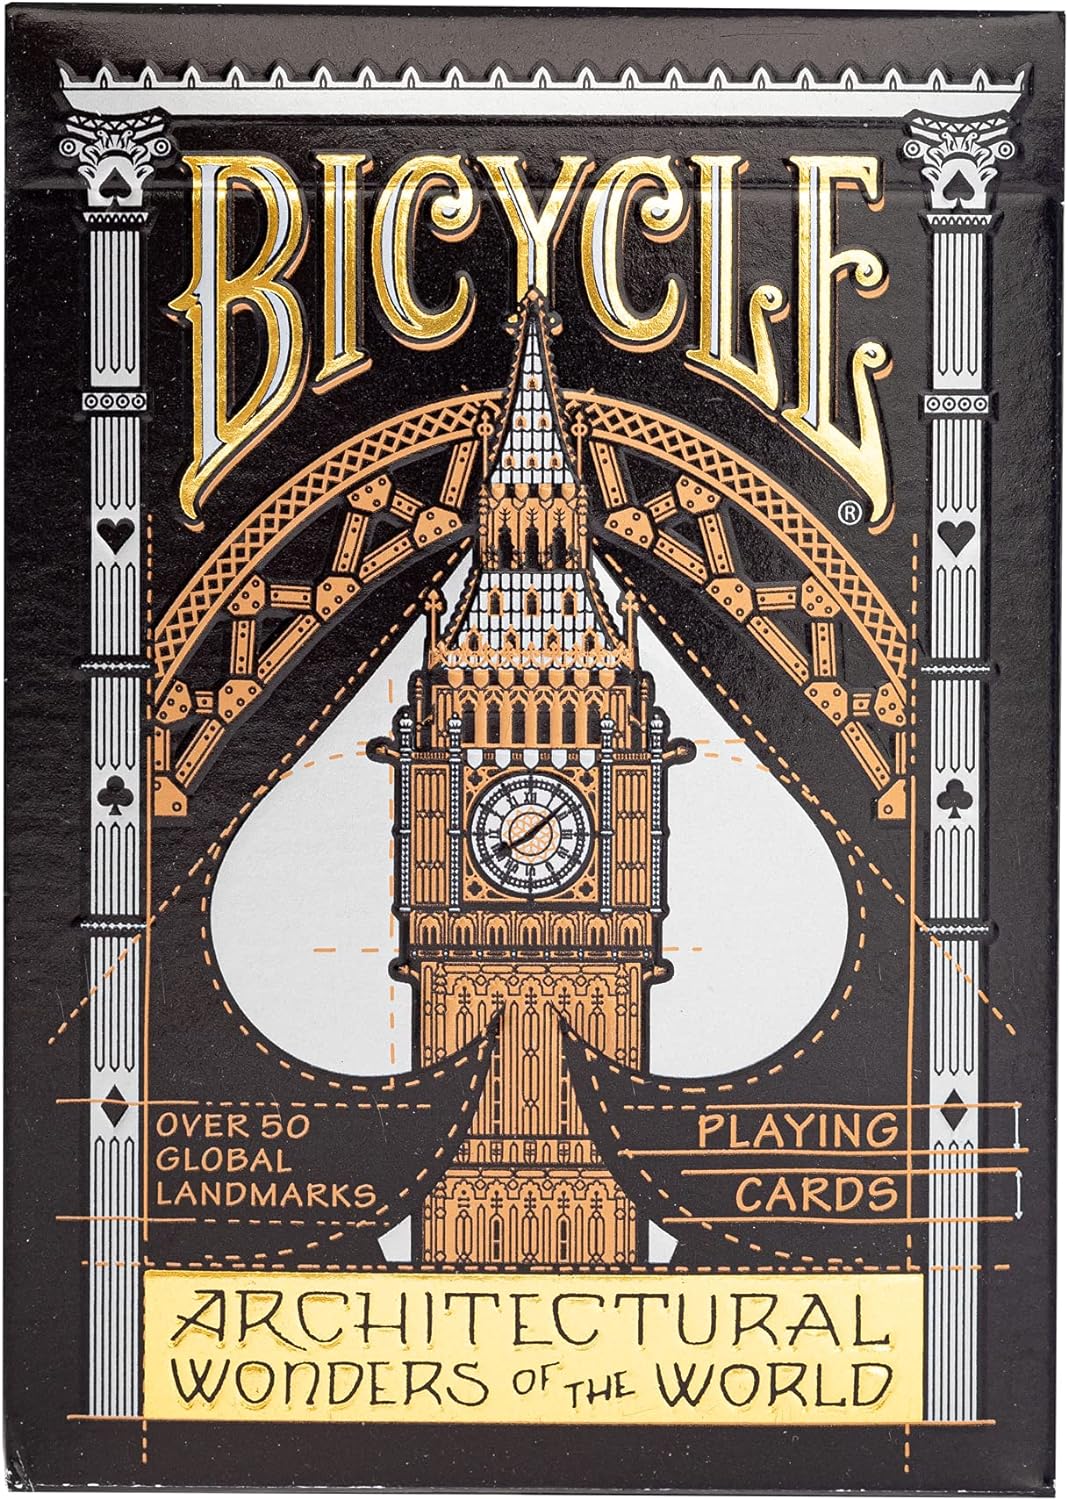 BICYCLE®
OVER 50
GLOBAL
LANDMARKS
PLAYING
CARDS
ARCHITECTURAL
WONDERS OF THE WORLD